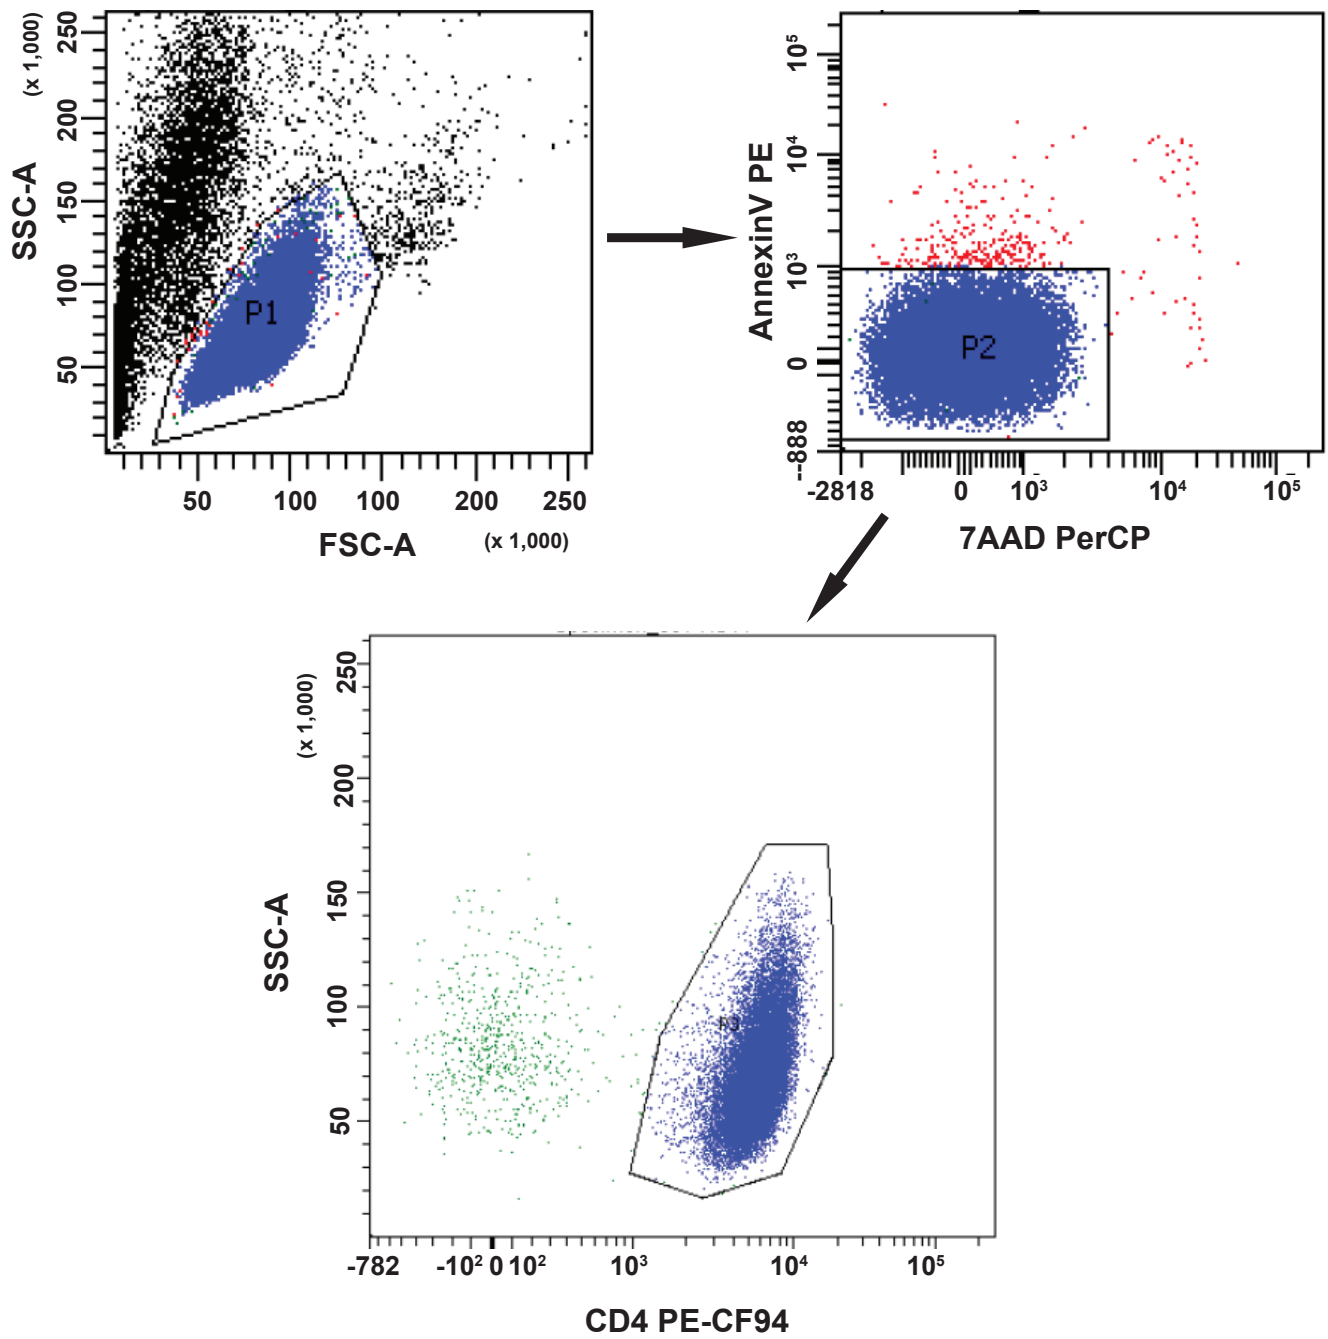 (x 1,000)
SSC-A
250
200
150
100
50
P1
50 100 100 200 250
FSC-A (x 1,000)
AnnexinV PE
10⁵
10⁴
10³
0
-888
P2
-2818 0 10³ 10⁴ 10⁵
7AAD PerCP
(x 1,000)
SSC-A
250
200
150
100
50
P3
-782 -10² 0 10² 10³ 10⁴ 10⁵
CD4 PE-CF94